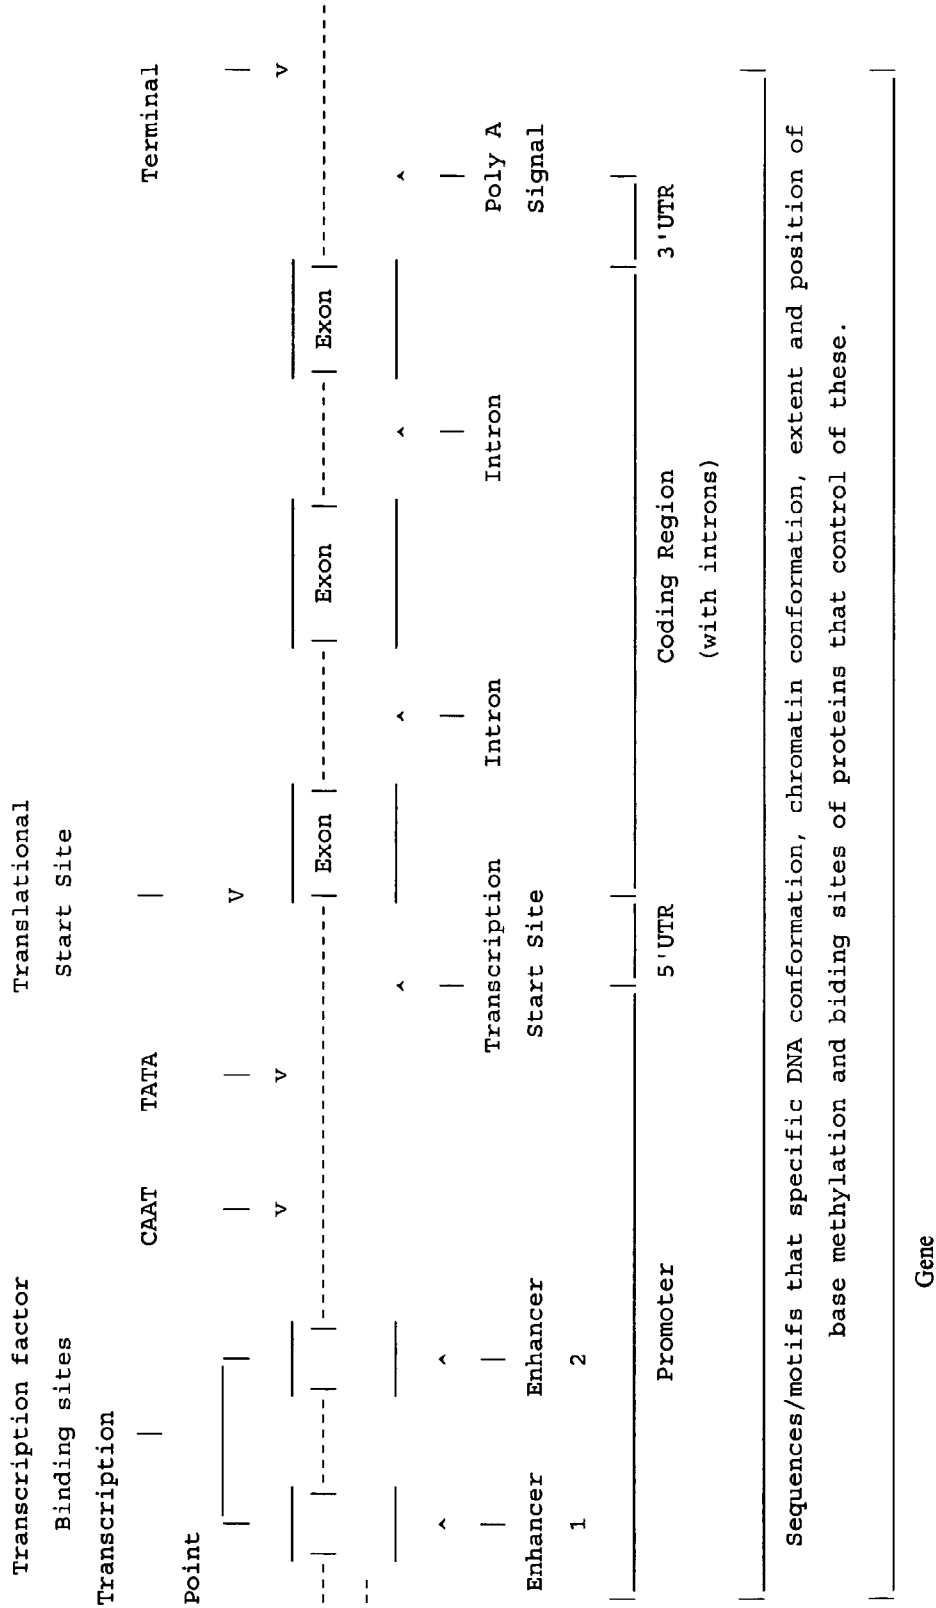 Transcription factor
Binding sites
Translational
Start Site
Transcription
Terminal
CAAT
TATA
Point
Exon
Exon
Exon
Enhancer
1
Enhancer
2
Transcription
Start Site
Intron
Intron
Poly A
Signal
Promoter
5'UTR
Coding Region
(with introns)
3'UTR
Sequences/motifs that specific DNA conformation, chromatin conformation, extent and position of
base methylation and biding sites of proteins that control of these.
Gene